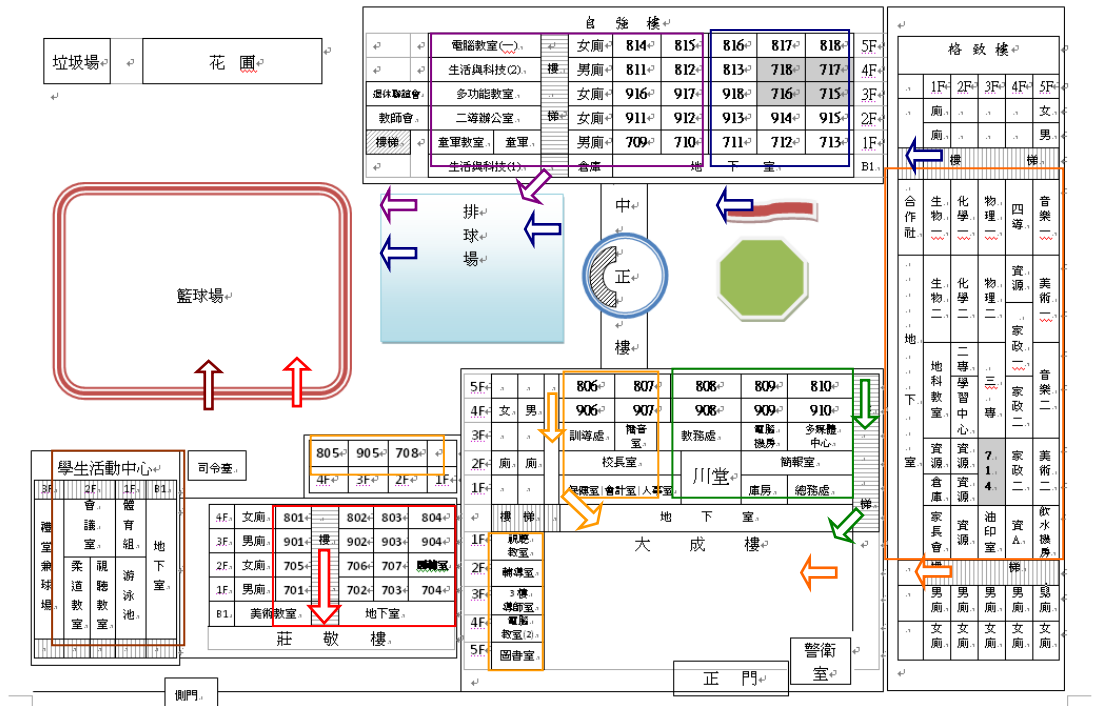 自強樓
電腦教室(一) 女廁 814 815 816 817 818 5F
生活與科技(2) 樓 男廁 811 812 813 718 717 4F
退休聯誼會 多功能教室 女廁 916 917 918 716 715 3F
教師會 二導辦公室 梯 女廁 911 912 913 914 915 2F
樓梯 童軍教室 童軍 男廁 709 710 711 712 713 1F
生活與科技(1) 倉庫 地下室 B1
垃圾場
花圃
籃球場
排球場
中正樓
格致樓
1F 2F 3F 4F 5F
廁 女
廁 男
樓梯
合作社 生物一 化學一 物理一 四導 音樂一
地下室
生物二 化學二 物理二 資源 美術一
家政一
地科教室 二專學習中心 三專 家政二 音樂二
資源 資源 714 家政二 美術二
倉庫 資源
家長會 資源 油印室 資A 飲水機房
樓梯
男廁 男廁 男廁 男廁 男廁
女廁 女廁 女廁 女廁 女廁
5F 806 807 808 809 810
4F 女 男 906 907 908 909 910
3F 訓導處 播音室 教務處 電腦機房 多媒體中心
2F 廁 廁 校長室 川堂 簡報室
1F 保健室 會計室 人事室 庫房 總務處
樓梯 地下室
梯
大成樓
1F 視聽教室
2F 輔導室
3F 3樓導師室
4F 電腦教室(2)
5F 圖書室
警衛室
正門
805 905 708
4F 3F 2F 1F
司令臺
學生活動中心
3F 2F 1F B1
禮堂兼球場
會議室
柔道教室
視聽教室
體育組
游泳池
地下室
4F 女廁 801 802 803 804
3F 男廁 901 樓 902 903 904
2F 女廁 705 706 707
1F 男廁 701 702 703 704
B1 美術教室 地下室
莊敬樓
側門